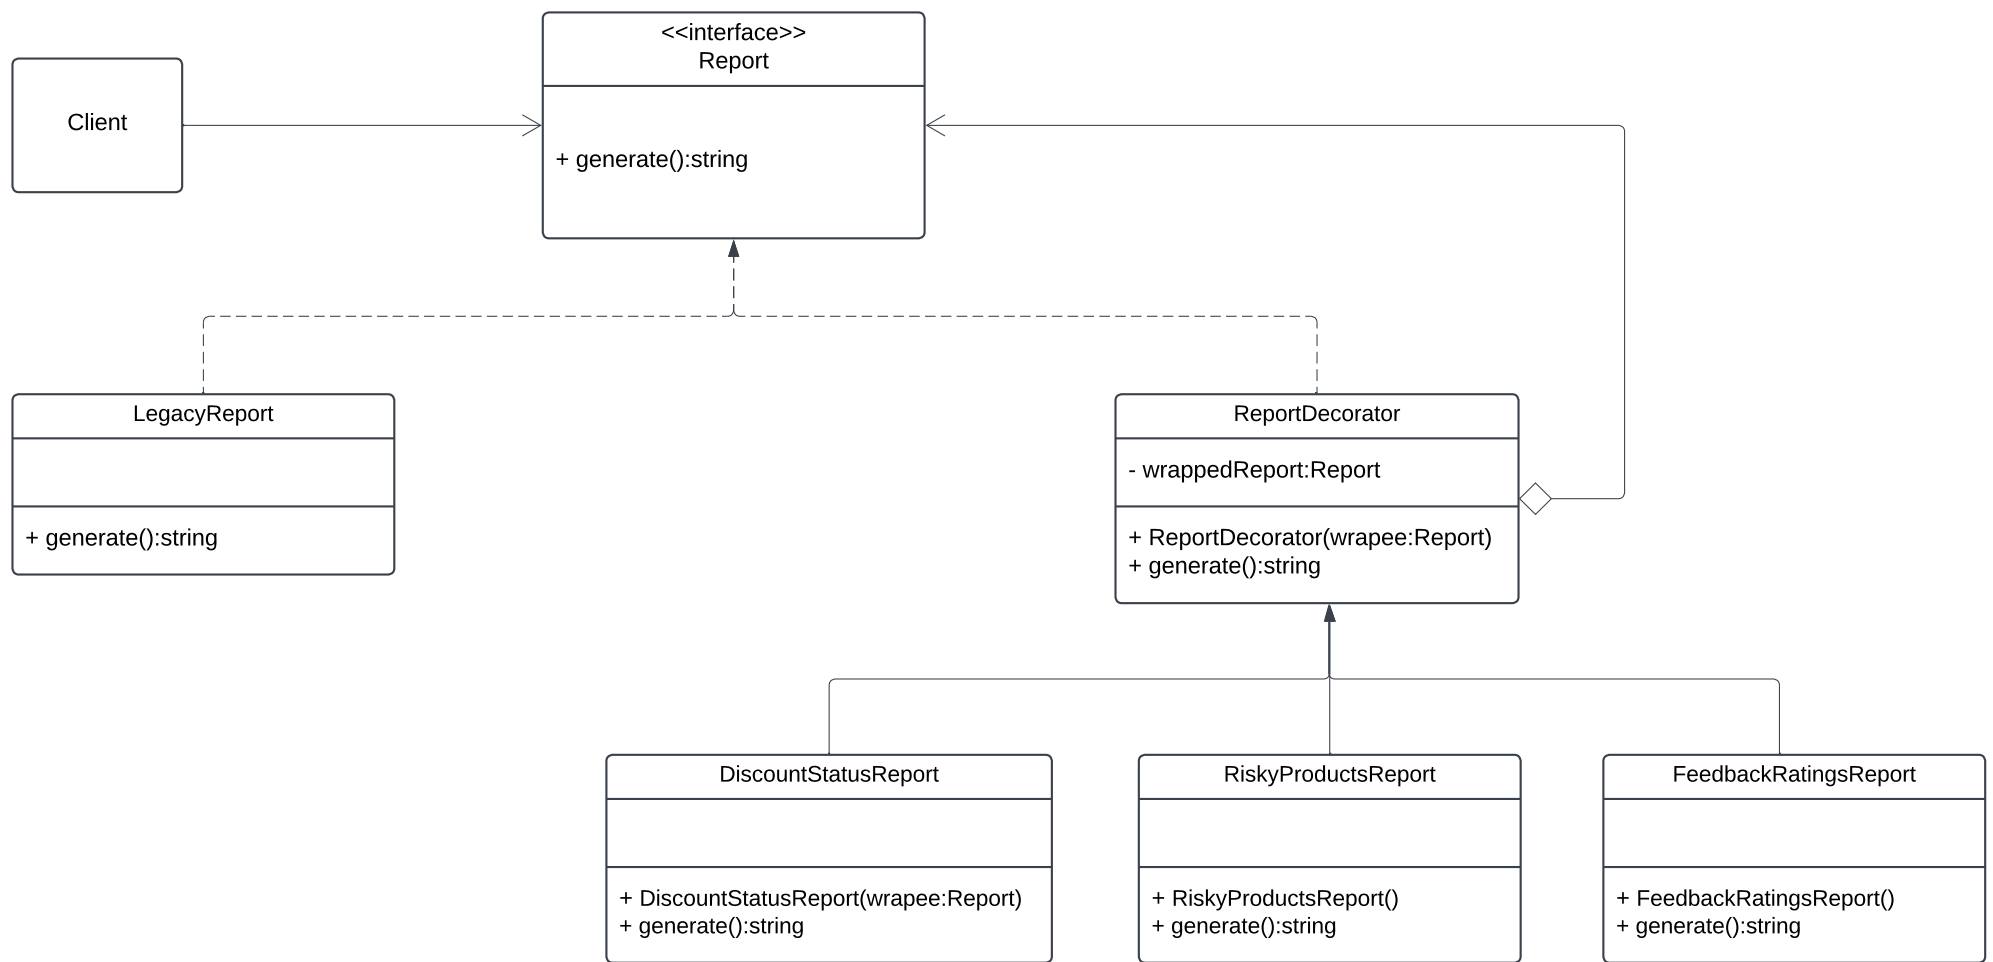 <<interface>>
Report
Client
+ generate():string
LegacyReport
+ generate():string
ReportDecorator
- wrappedReport:Report
+ ReportDecorator(wrapee:Report)
+ generate():string
DiscountStatusReport
+ DiscountStatusReport(wrapee:Report)
+ generate():string
RiskyProductsReport
+ RiskyProductsReport()
+ generate():string
FeedbackRatingsReport
+ FeedbackRatingsReport()
+ generate():string